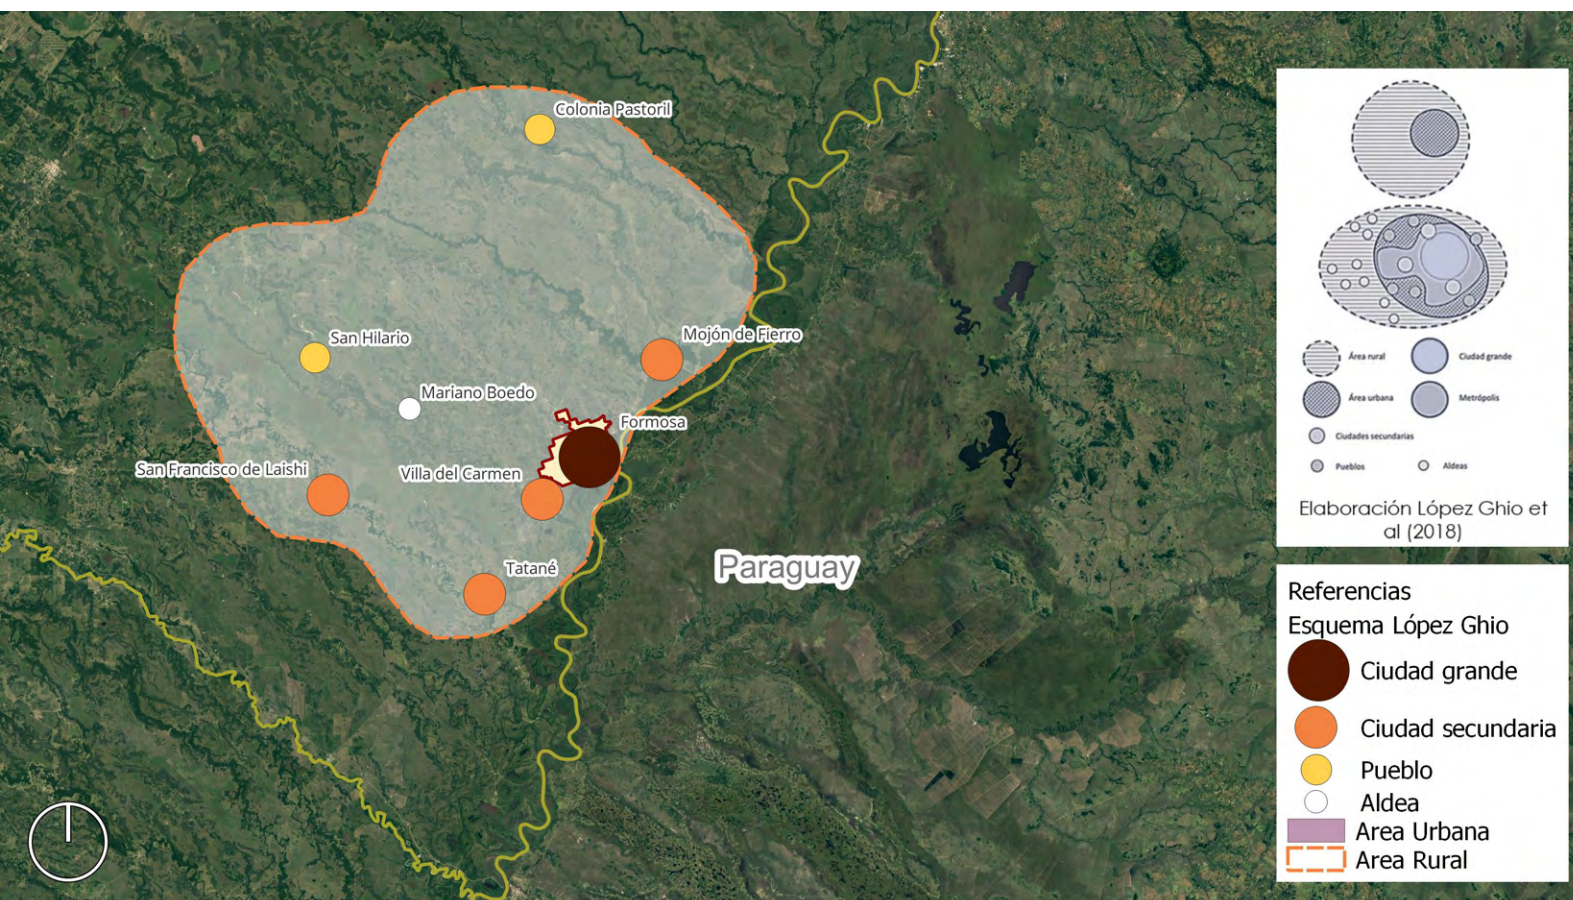 Colonia Pastoril
San Hilario
Mojón de Fierro
Mariano Boedo
Formosa
San Francisco de Laishi
Villa del Carmen
Tatané
Paraguay
Área rural
Ciudad grande
Área urbana
Metrópolis
Ciudades secundarias
Pueblos
Aldeas
Elaboración López Ghio et
al (2018)
Referencias
Esquema López Ghio
Ciudad grande
Ciudad secundaria
Pueblo
Aldea
Area Urbana
Area Rural